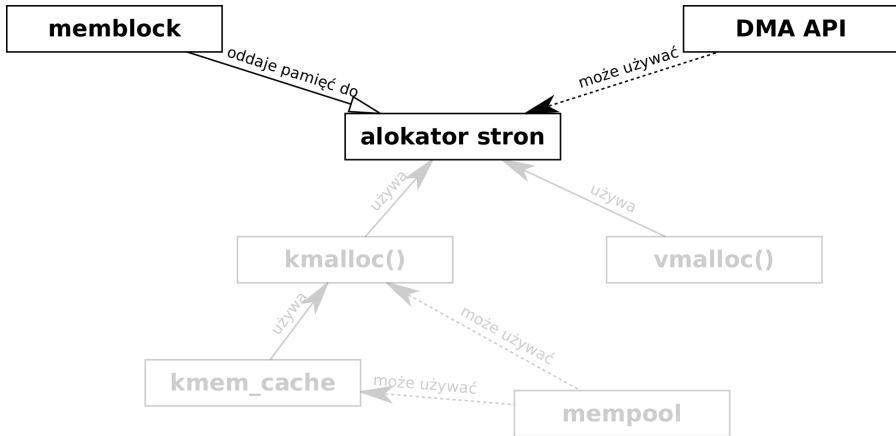 memblock
DMA API
oddaje pamięć do
może używać
alokator stron
używa
używa
kmalloc()
vmalloc()
używa
może używać
kmem_cache
może używać
mempool